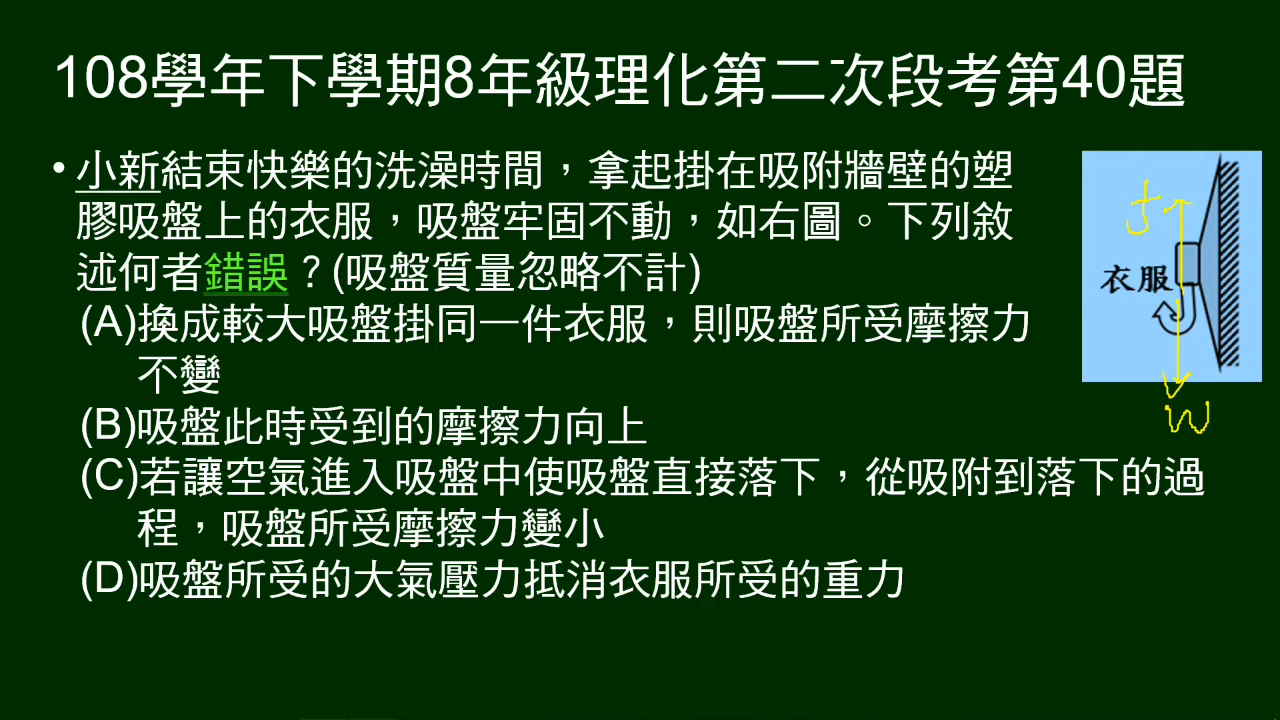 108學年下學期8年級理化第二次段考第40題
• 小新結束快樂的洗澡時間，拿起掛在吸附牆壁的塑
膠吸盤上的衣服，吸盤牢固不動，如右圖。下列敘
述何者錯誤？(吸盤質量忽略不計)
(A)換成較大吸盤掛同一件衣服，則吸盤所受摩擦力
不變
(B)吸盤此時受到的摩擦力向上
(C)若讓空氣進入吸盤中使吸盤直接落下，從吸附到落下的過
程，吸盤所受摩擦力變小
(D)吸盤所受的大氣壓力抵消衣服所受的重力
f
衣服
W